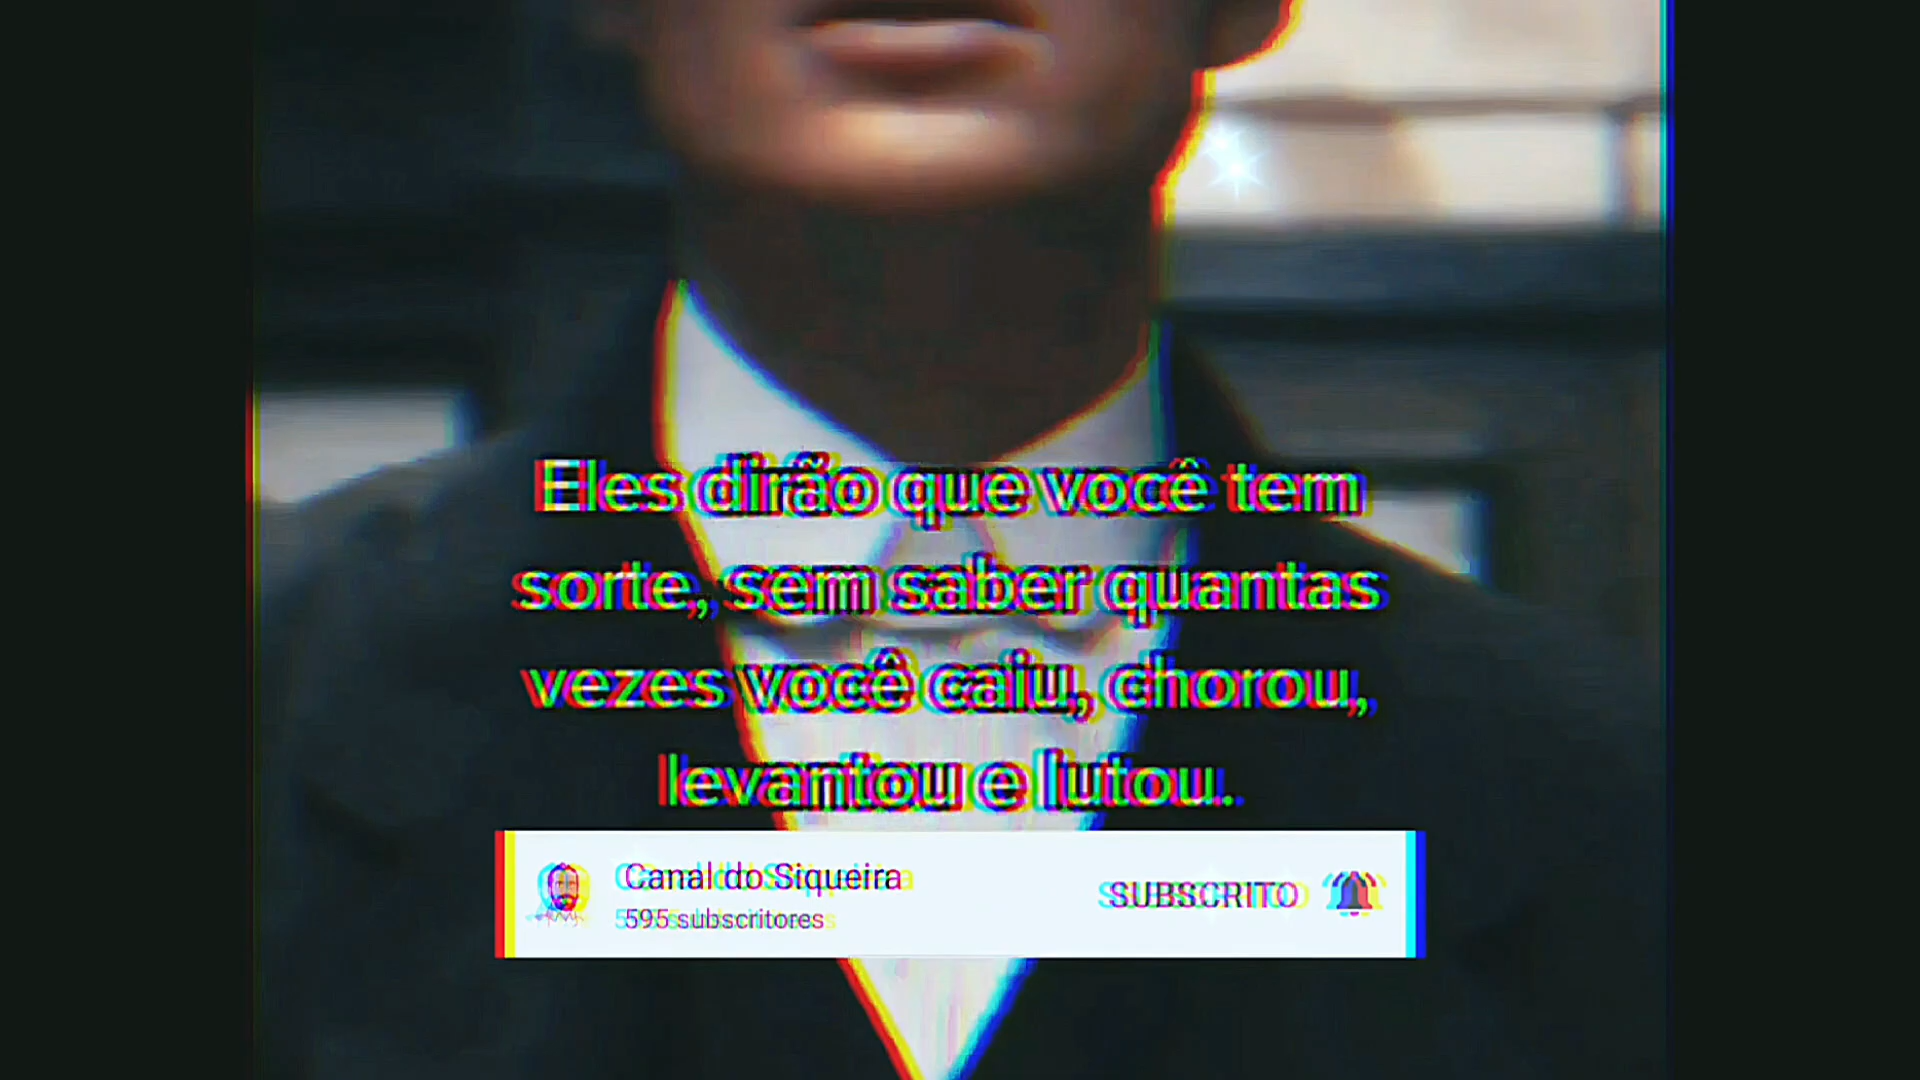 Eles dirão que você tem
sorte, sem saber quantas
vezes você caiu, chorou,
levantou e lutou..
Canal do Siqueira
SUBSCRITO
595 subscritores